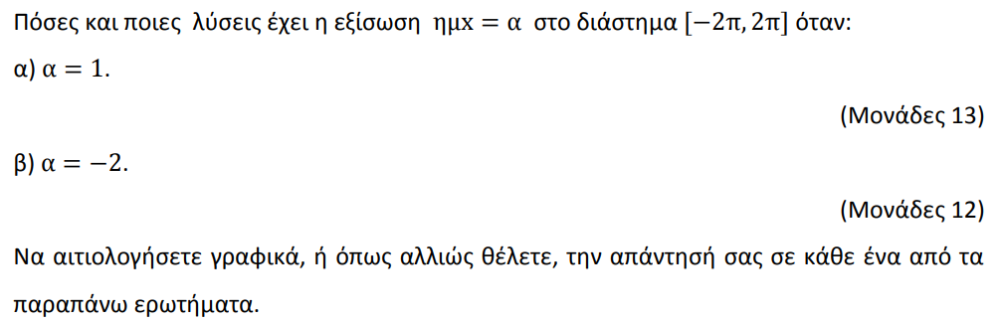 Πόσες και ποιες λύσεις έχει η εξίσωση ημx = α στο διάστημα [−2π, 2π] όταν:
α) α = 1.
(Μονάδες 13)
β) α = −2.
(Μονάδες 12)
Να αιτιολογήσετε γραφικά, ή όπως αλλιώς θέλετε, την απάντησή σας σε κάθε ένα από τα
παραπάνω ερωτήματα.